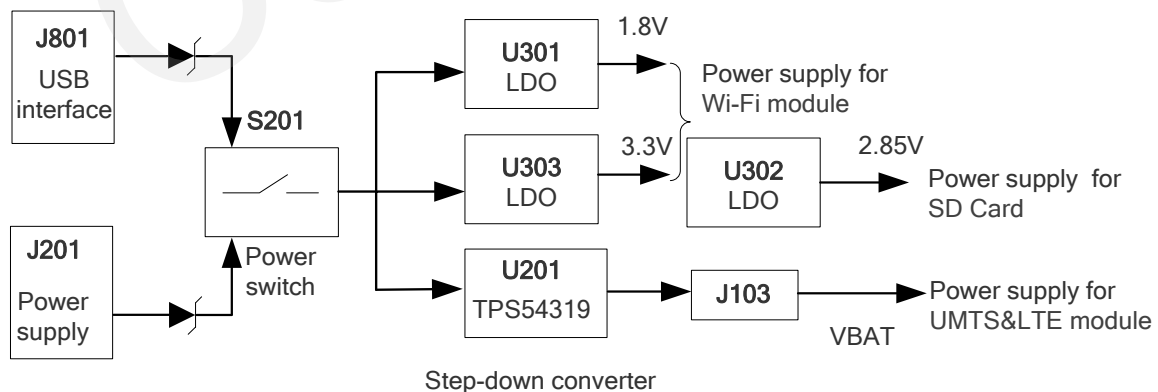 J801
USB
interface
S201
J201
Power
supply
Power
switch
U301
LDO
1.8V
U303
LDO
3.3V
Power supply for
Wi-Fi module
U302
LDO
2.85V
Power supply for
SD Card
U201
TPS54319
J103
VBAT
Power supply for
UMTS&LTE module
Step-down converter